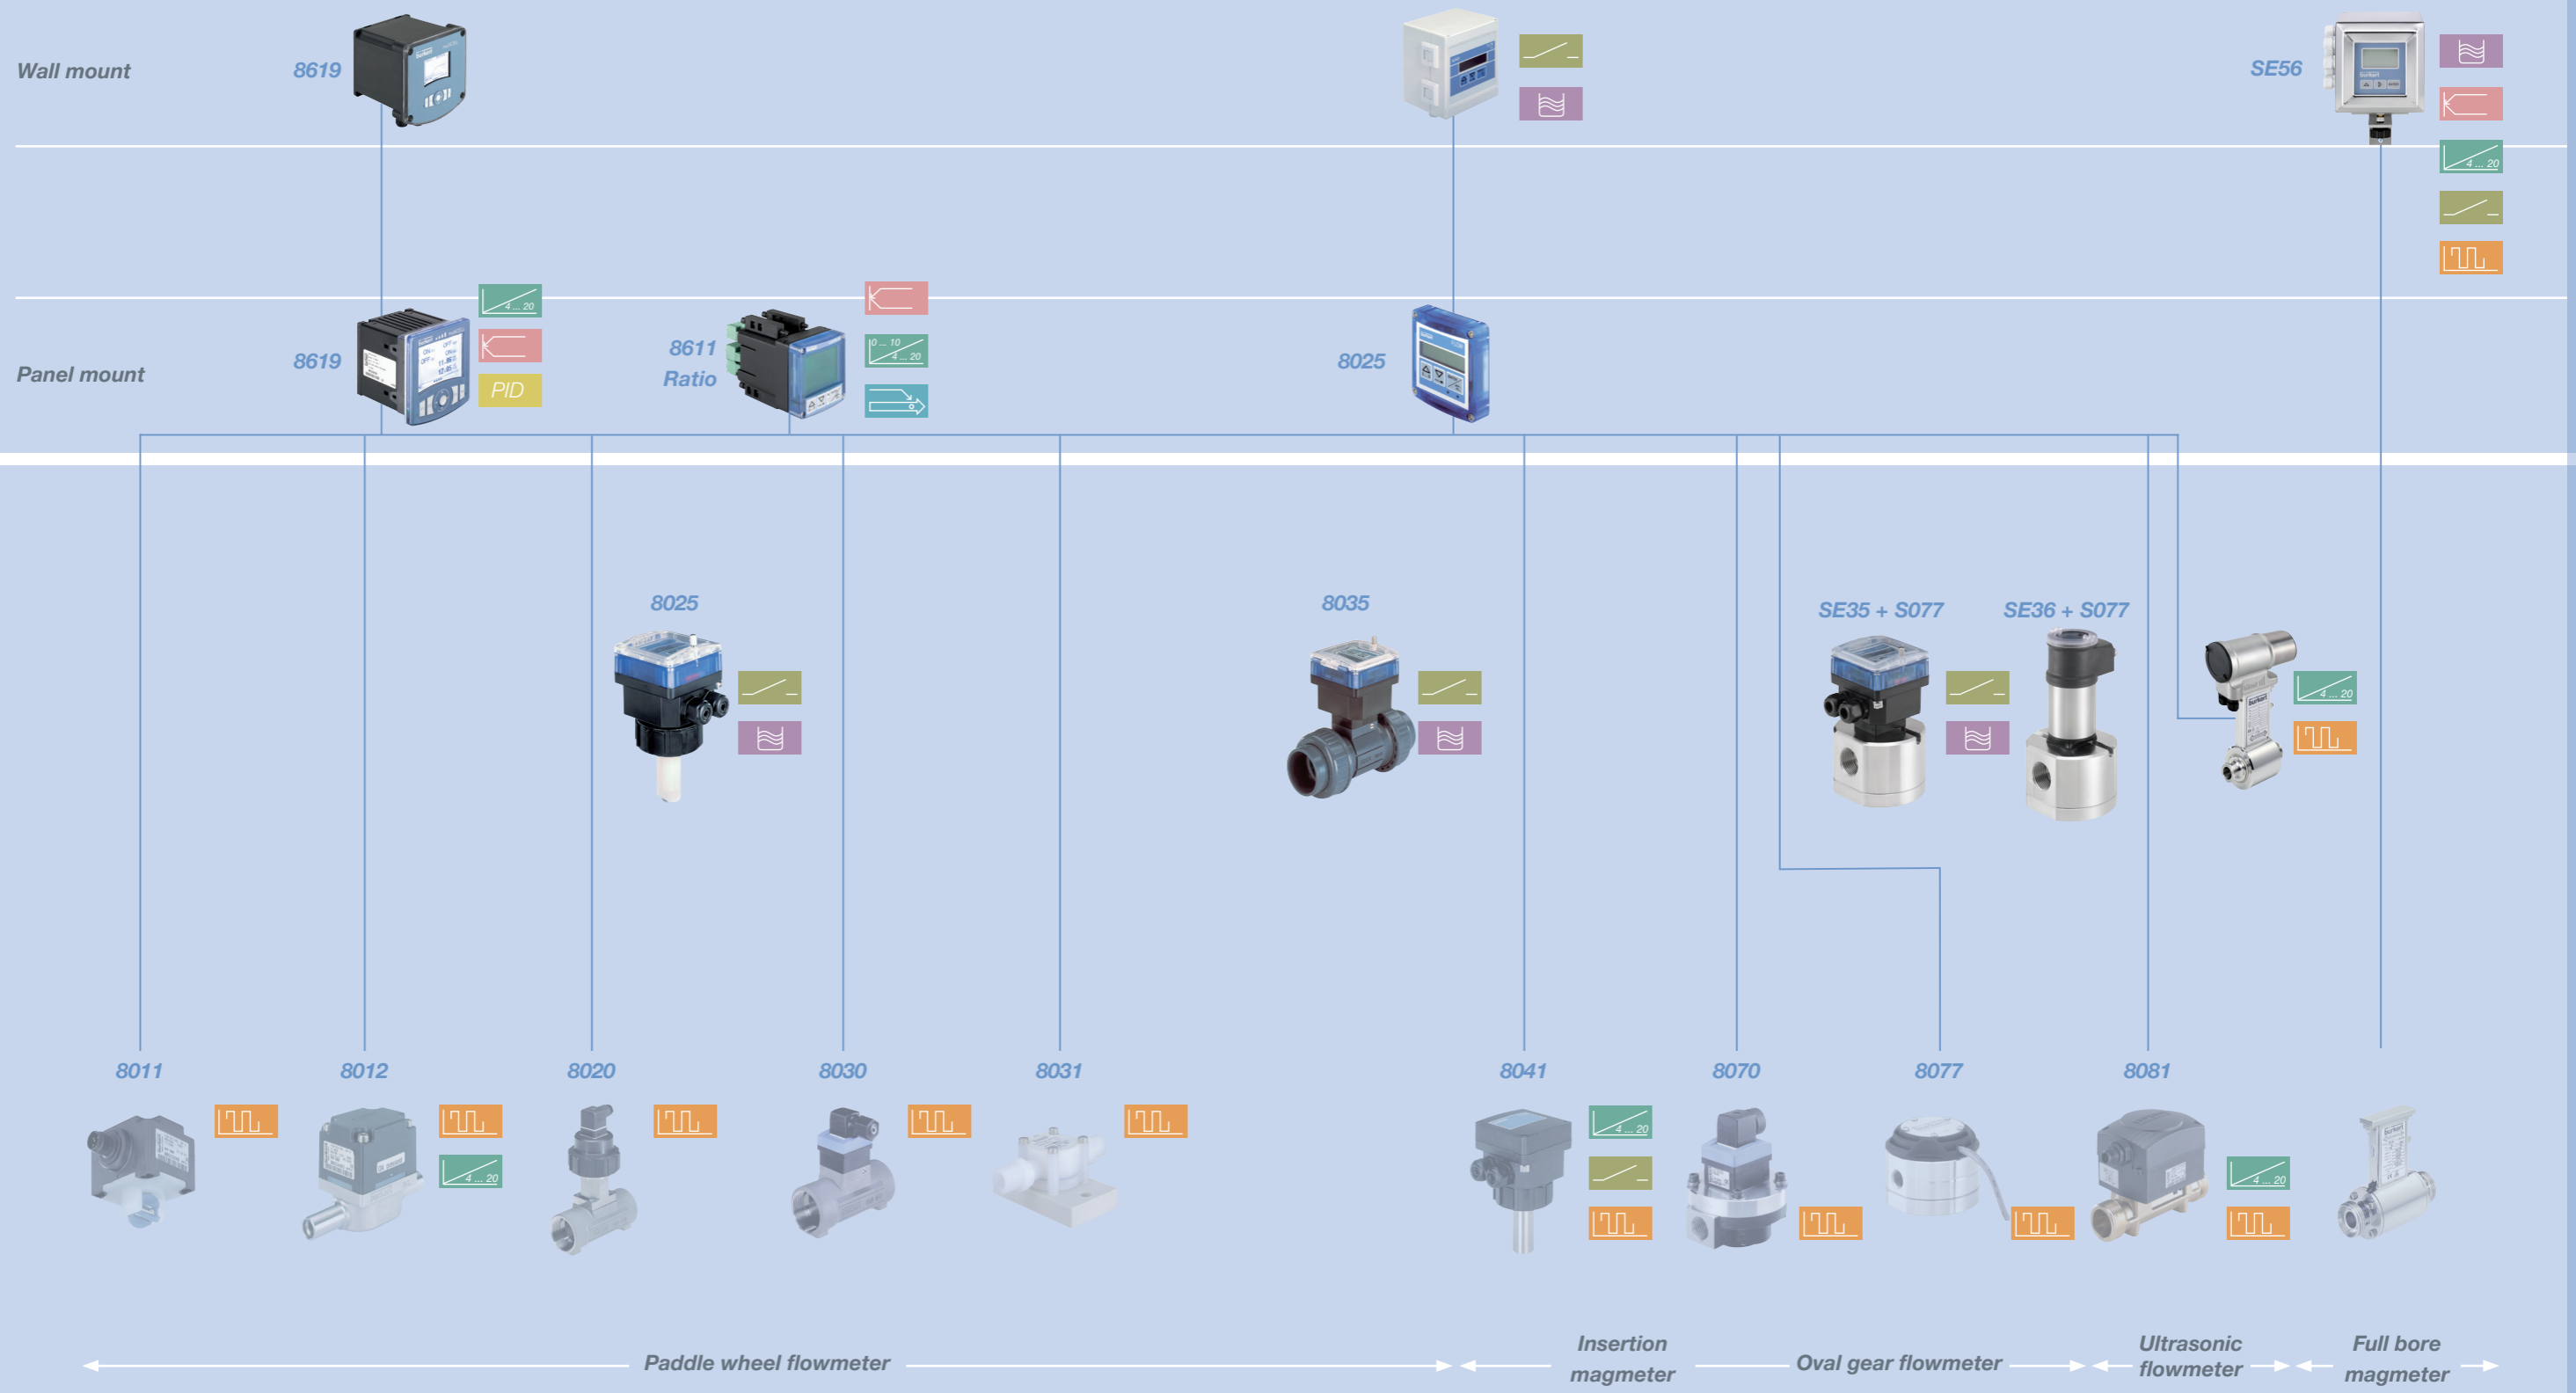 Wall mount
8619
SE56
4 ... 20
Panel mount
8619
4 ... 20
PID
8611
Ratio
0 ... 10
4 ... 20
8025
8025
8035
SE35 + S077
SE36 + S077
4 ... 20
8011
8012
8020
8030
8031
8041
8070
8077
8081
4 ... 20
4 ... 20
4 ... 20
Paddle wheel flowmeter
Insertion
magmeter
Oval gear flowmeter
Ultrasonic
flowmeter
Full bore
magmeter